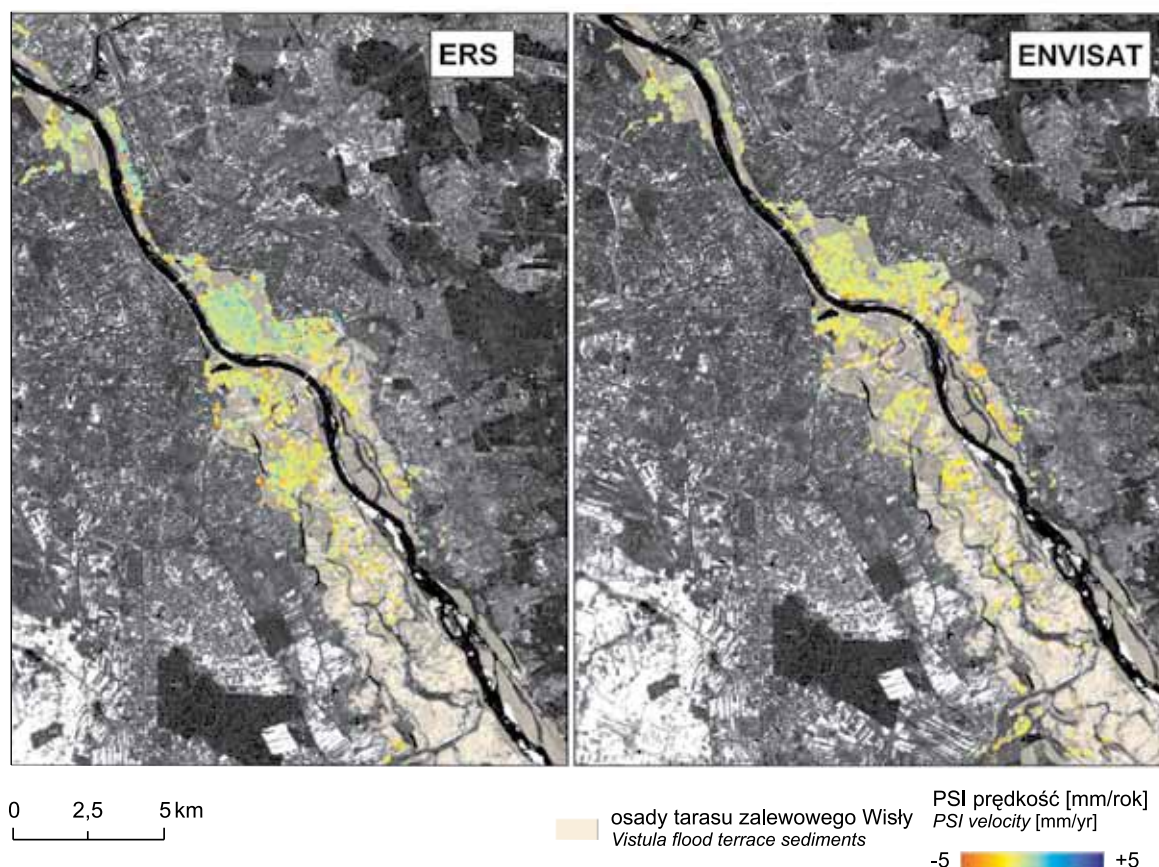 ERS
ENVISAT
0 2,5 5 km
osady tarasu zalewowego Wisły
Vistula flood terrace sediments
PSI prędkość [mm/rok]
PSI velocity [mm/yr]
-5 +5